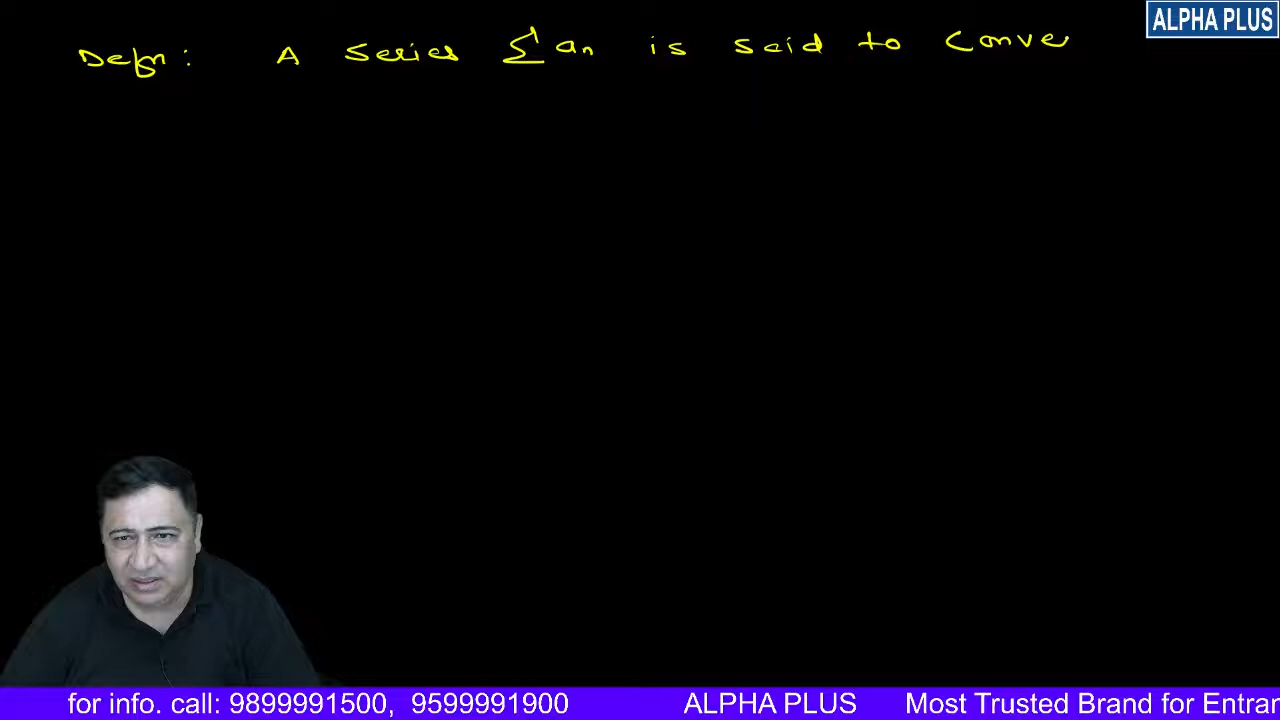 ALPHA PLUS
Defn: A series Σ an is said to conve
for info. call: 9899991500, 9599991900 ALPHA PLUS Most Trusted Brand for Entrar